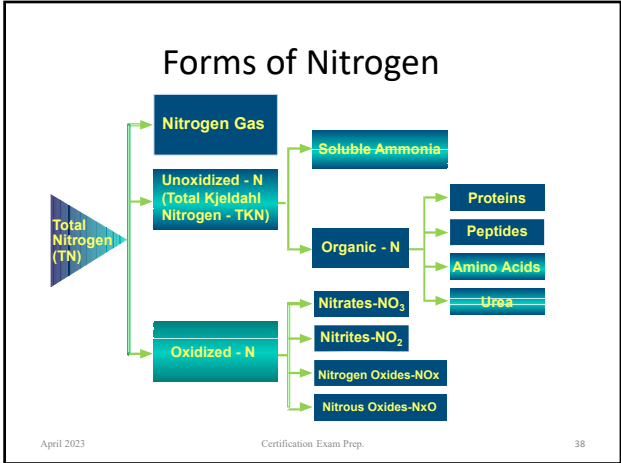 Forms of Nitrogen
Nitrogen Gas
Soluble Ammonia
Unoxidized - N
(Total Kjeldahl
Nitrogen - TKN)
Total
Nitrogen
(TN)
Organic - N
Proteins
Peptides
Amino Acids
Urea
Nitrates-NO₃
Nitrites-NO₂
Oxidized - N
Nitrogen Oxides-NOx
Nitrous Oxides-NxO
April 2023
Certification Exam Prep.
38